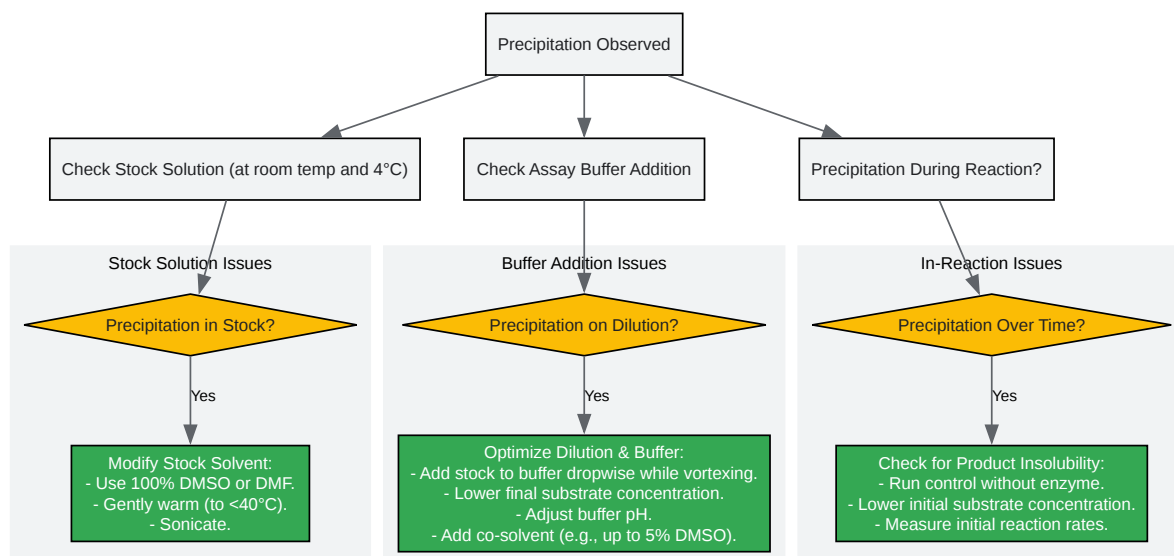 Precipitation Observed
Check Stock Solution (at room temp and 4°C)
Check Assay Buffer Addition
Precipitation During Reaction?
Stock Solution Issues
Buffer Addition Issues
In-Reaction Issues
Precipitation in Stock?
Precipitation on Dilution?
Precipitation Over Time?
Yes
Yes
Yes
Modify Stock Solvent:
- Use 100% DMSO or DMF.
- Gently warm (to <40°C).
- Sonicate.
Optimize Dilution & Buffer:
- Add stock to buffer dropwise while vortexing.
- Lower final substrate concentration.
- Adjust buffer pH.
- Add co-solvent (e.g., up to 5% DMSO).
Check for Product Insolubility:
- Run control without enzyme.
- Lower initial substrate concentration.
- Measure initial reaction rates.